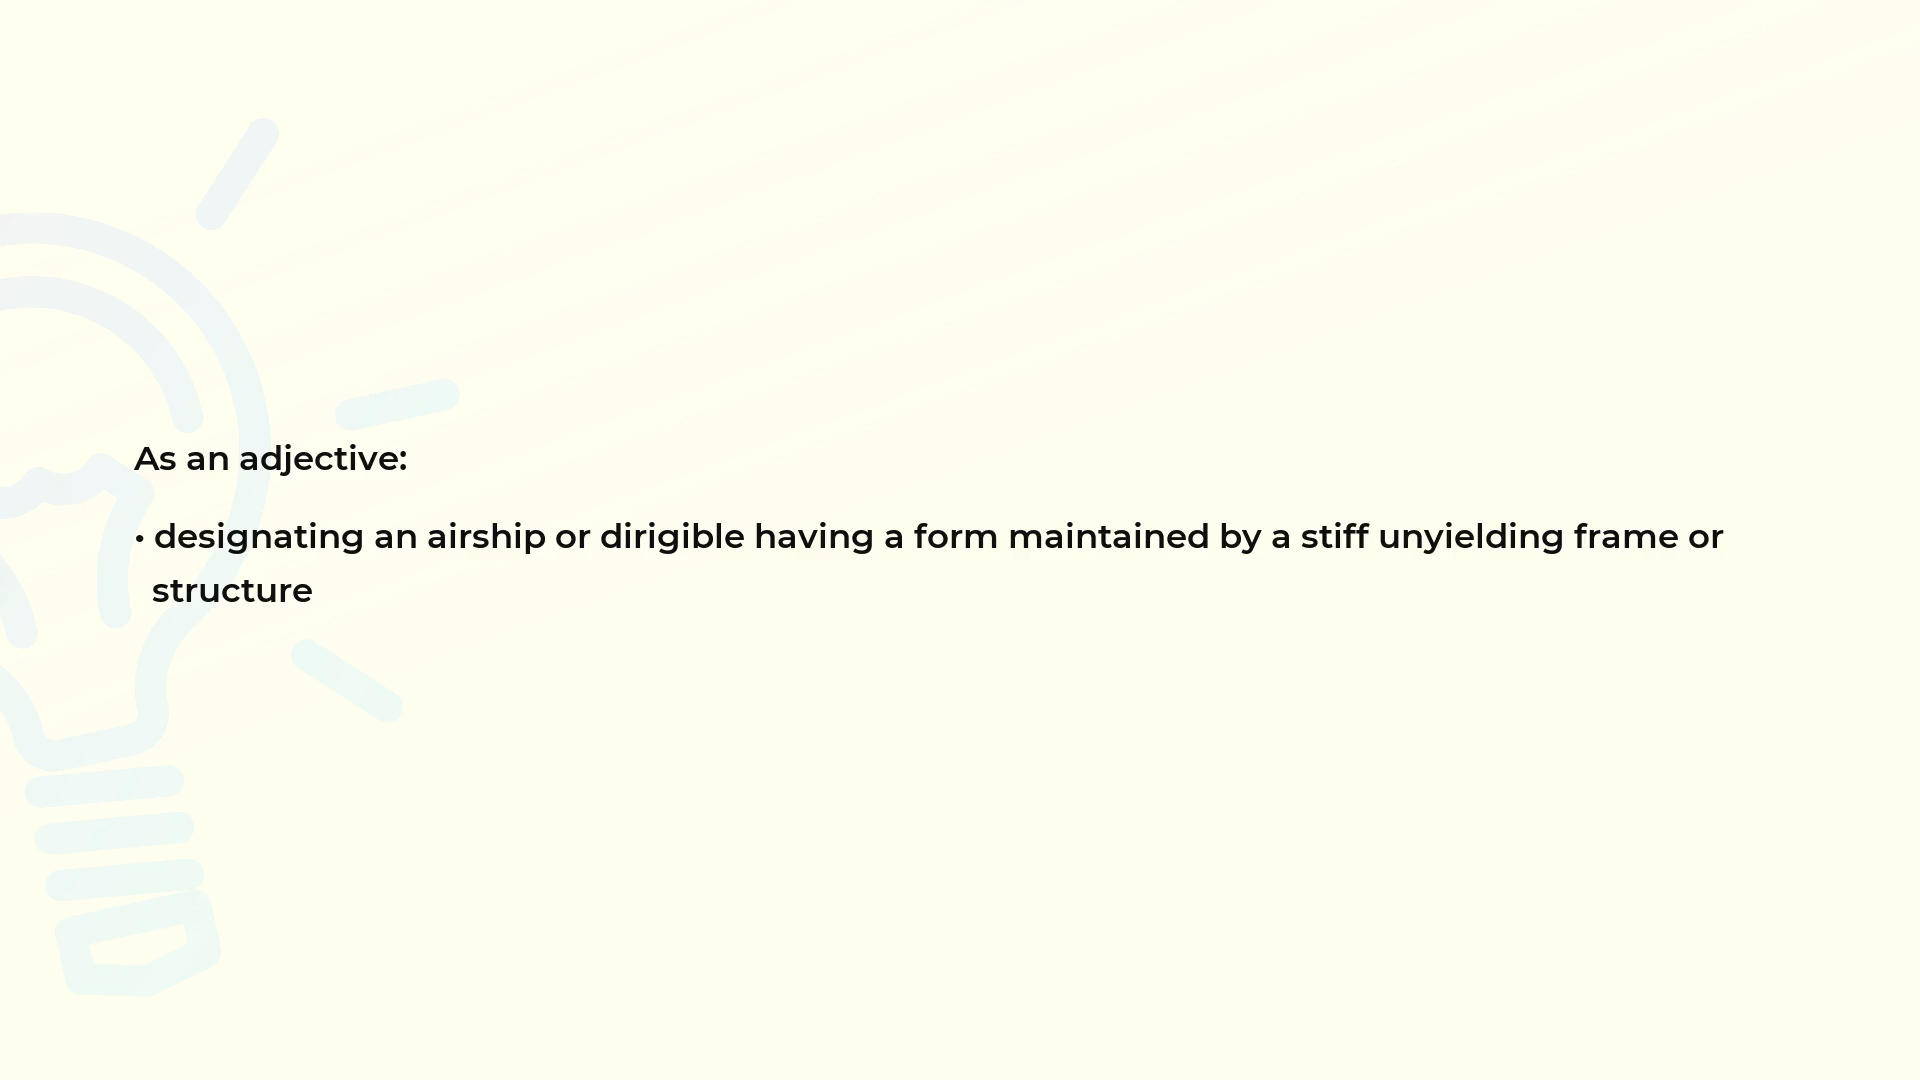 As an adjective:
• designating an airship or dirigible having a form maintained by a stiff unyielding frame or
structure